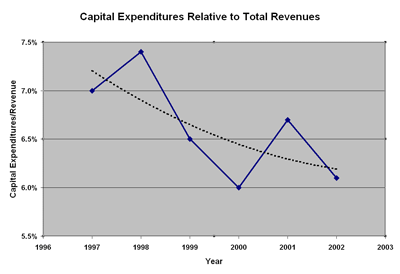 Capital Expenditures Relative to Total Revenues
7.5%
7.0%
6.5%
6.0%
5.5%
Capital Expenditures/Revenue
1996 1997 1998 1999 2000 2001 2002 2003
Year